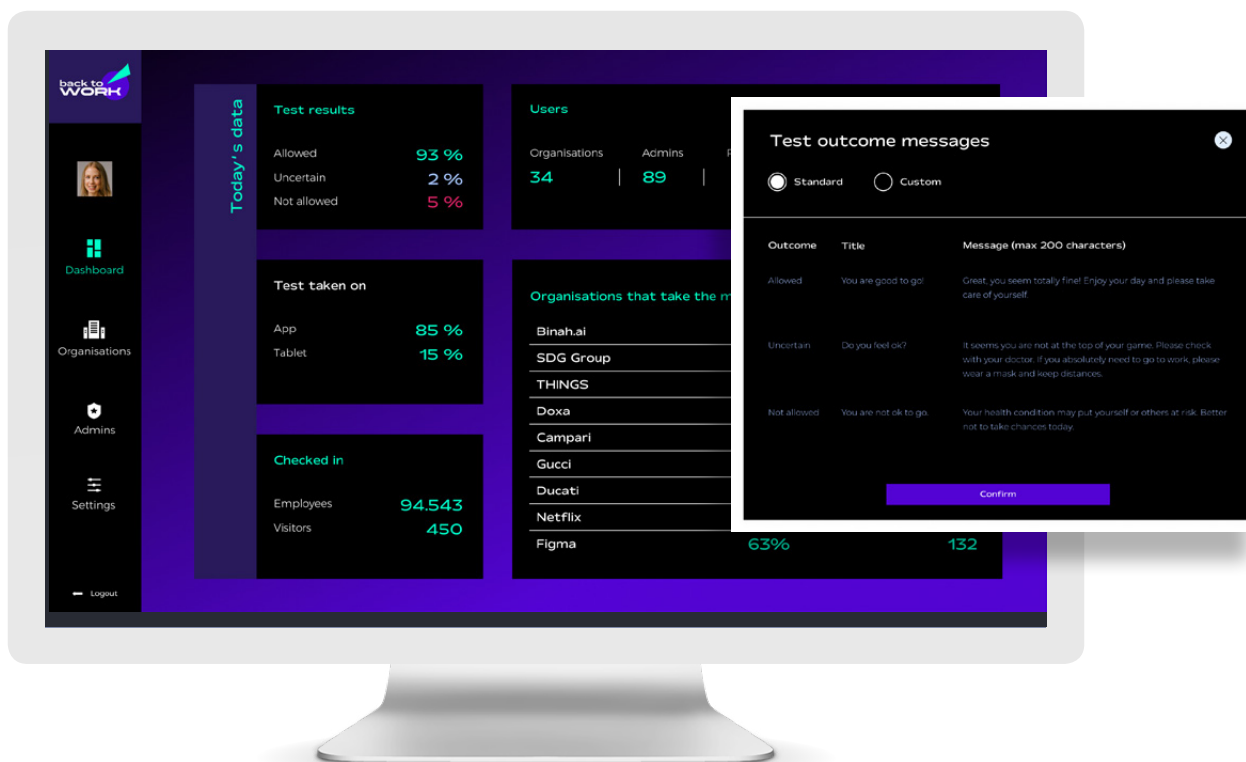 back to
WORK
Dashboard
Organisations
Admins
Settings
Logout
Today's data
Test results
Allowed 93 %
Uncertain 2 %
Not allowed 5 %
Test taken on
App 85 %
Tablet 15 %
Checked in
Employees 94.543
Visitors 450
Users
Organisations Admins
34 89
Organisations that take the
Binah.ai
SDG Group
THINGS
Doxa
Campari
Gucci
Ducati
Netflix
Figma 63% 132
Test outcome messages
Standard Custom
Outcome Title Message (max 200 characters)
Allowed You are good to go! Great, you seem totally fine! Enjoy your day and please take
care of yourself.
Uncertain Do you feel ok? It seems you are not at the top of your game. Please check
with your doctor. If you absolutely need to go to work, please
wear a mask and keep distances.
Not allowed You are not ok to go. Your health condition may put yourself or others at risk. Better
not to take chances today.
Confirm